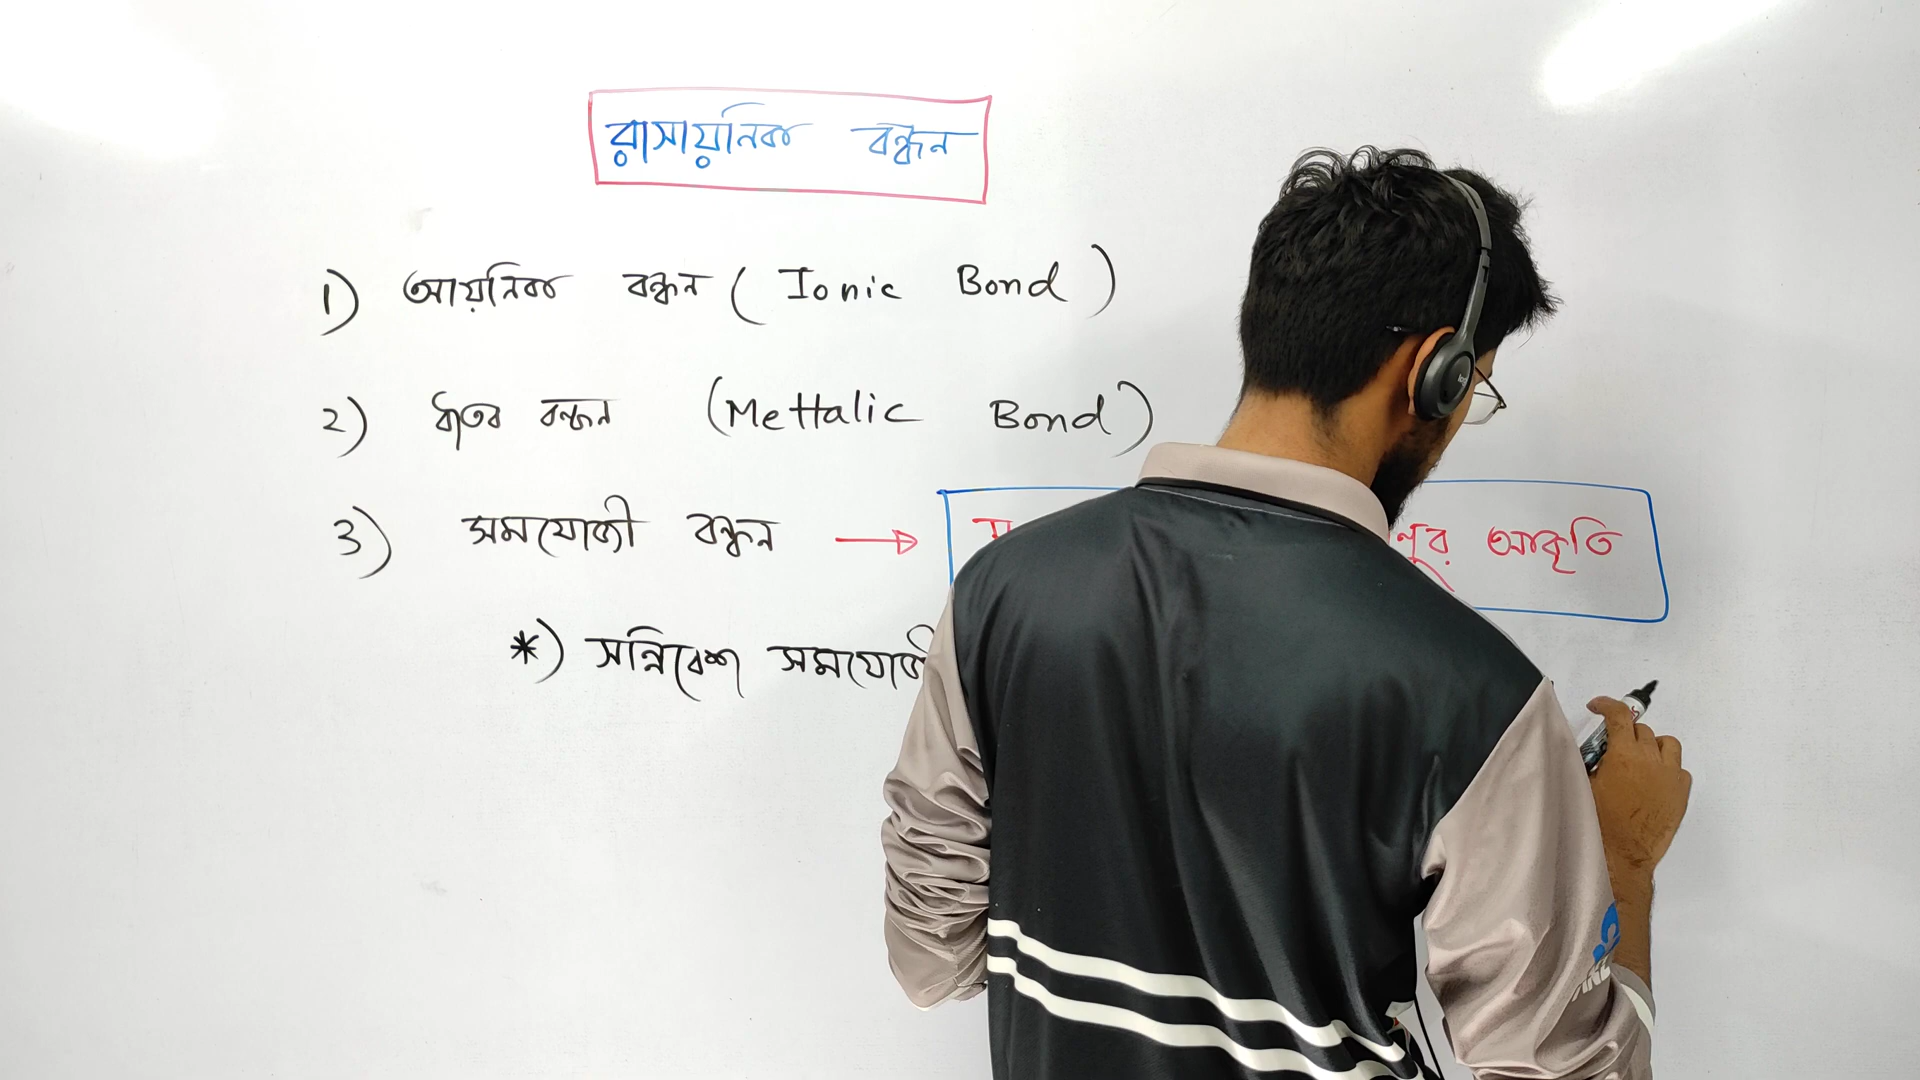 রাসায়নিক বন্ধন
1) আয়নিক বন্ধন ( Ionic Bond )
2) ধাতব বন্ধন (Mettalic Bond)
3) সমযোজী বন্ধন → আকৃতি
*) সন্নিবেশ সমযোজী